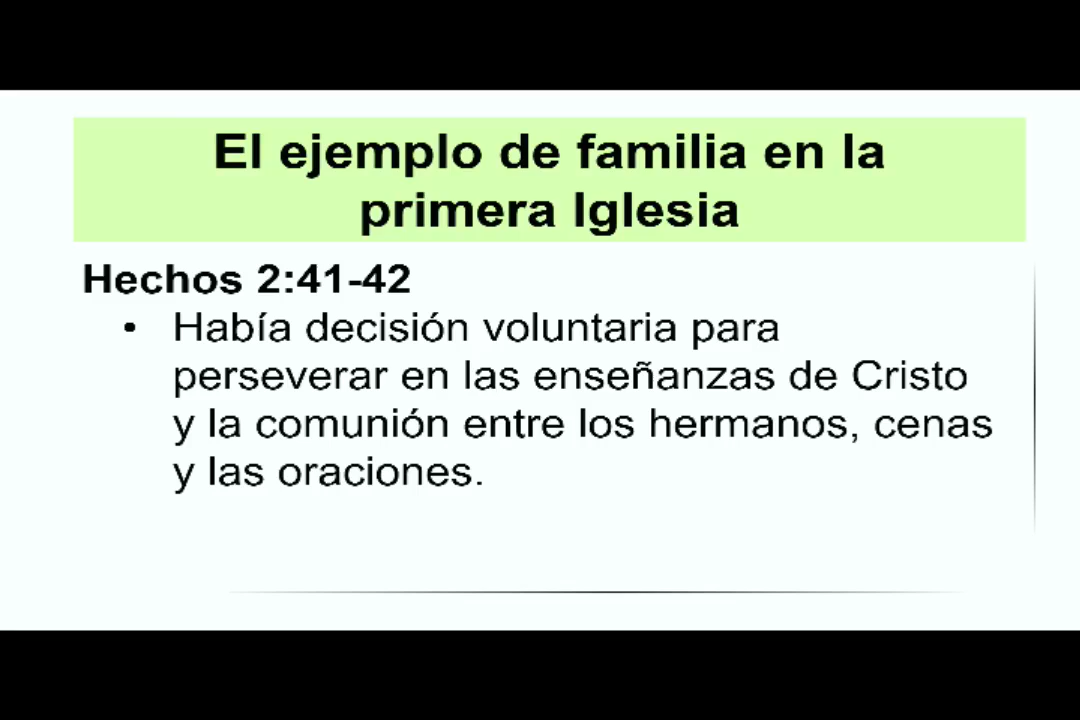 El ejemplo de familia en la
primera Iglesia
Hechos 2:41-42
• Había decisión voluntaria para
perseverar en las enseñanzas de Cristo
y la comunión entre los hermanos, cenas
y las oraciones.